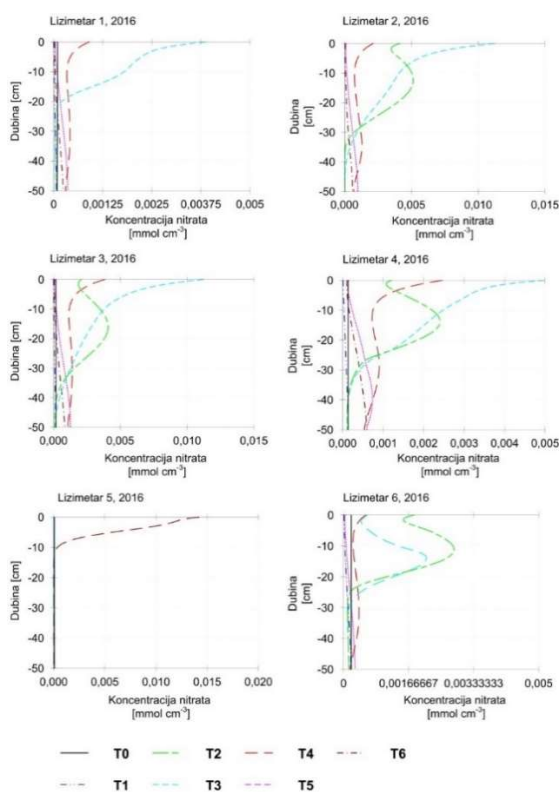 Lizimetar 1, 2016
Dubina [cm]
0
-10
-20
-30
-40
-50
0 0,00125 0,0025 0,00375 0,005
Koncentracija nitrata
[mmol cm⁻³]
Lizimetar 2, 2016
Dubina
[cm]
0
-10
-20
-30
-40
-50
0,000 0,005 0,010 0,015
Koncentracija nitrata
[mmol cm⁻³]
Lizimetar 3, 2016
Dubina [cm]
0
-10
-20
-30
-40
-50
0,000 0,005 0,010 0,015
Koncentracija nitrata
[mmol cm⁻³]
Lizimetar 4, 2016
Dubina
[cm]
0
-10
-20
-30
-40
-50
0,000 0,001 0,002 0,003 0,004 0,005
Koncentracija nitrata
[mmol cm⁻³]
Lizimetar 5, 2016
Dubina [cm]
0
-10
-20
-30
-40
-50
0,000 0,005 0,010 0,015 0,020
Koncentracija nitrata
[mmol cm⁻³]
Lizimetar 6, 2016
Dubina
[cm]
0
-10
-20
-30
-40
-50
0 0,00166667 0,00333333 0,005
Koncentracija nitrata
[mmol cm⁻³]
T0 T2 T4 T6
T1 T3 T5